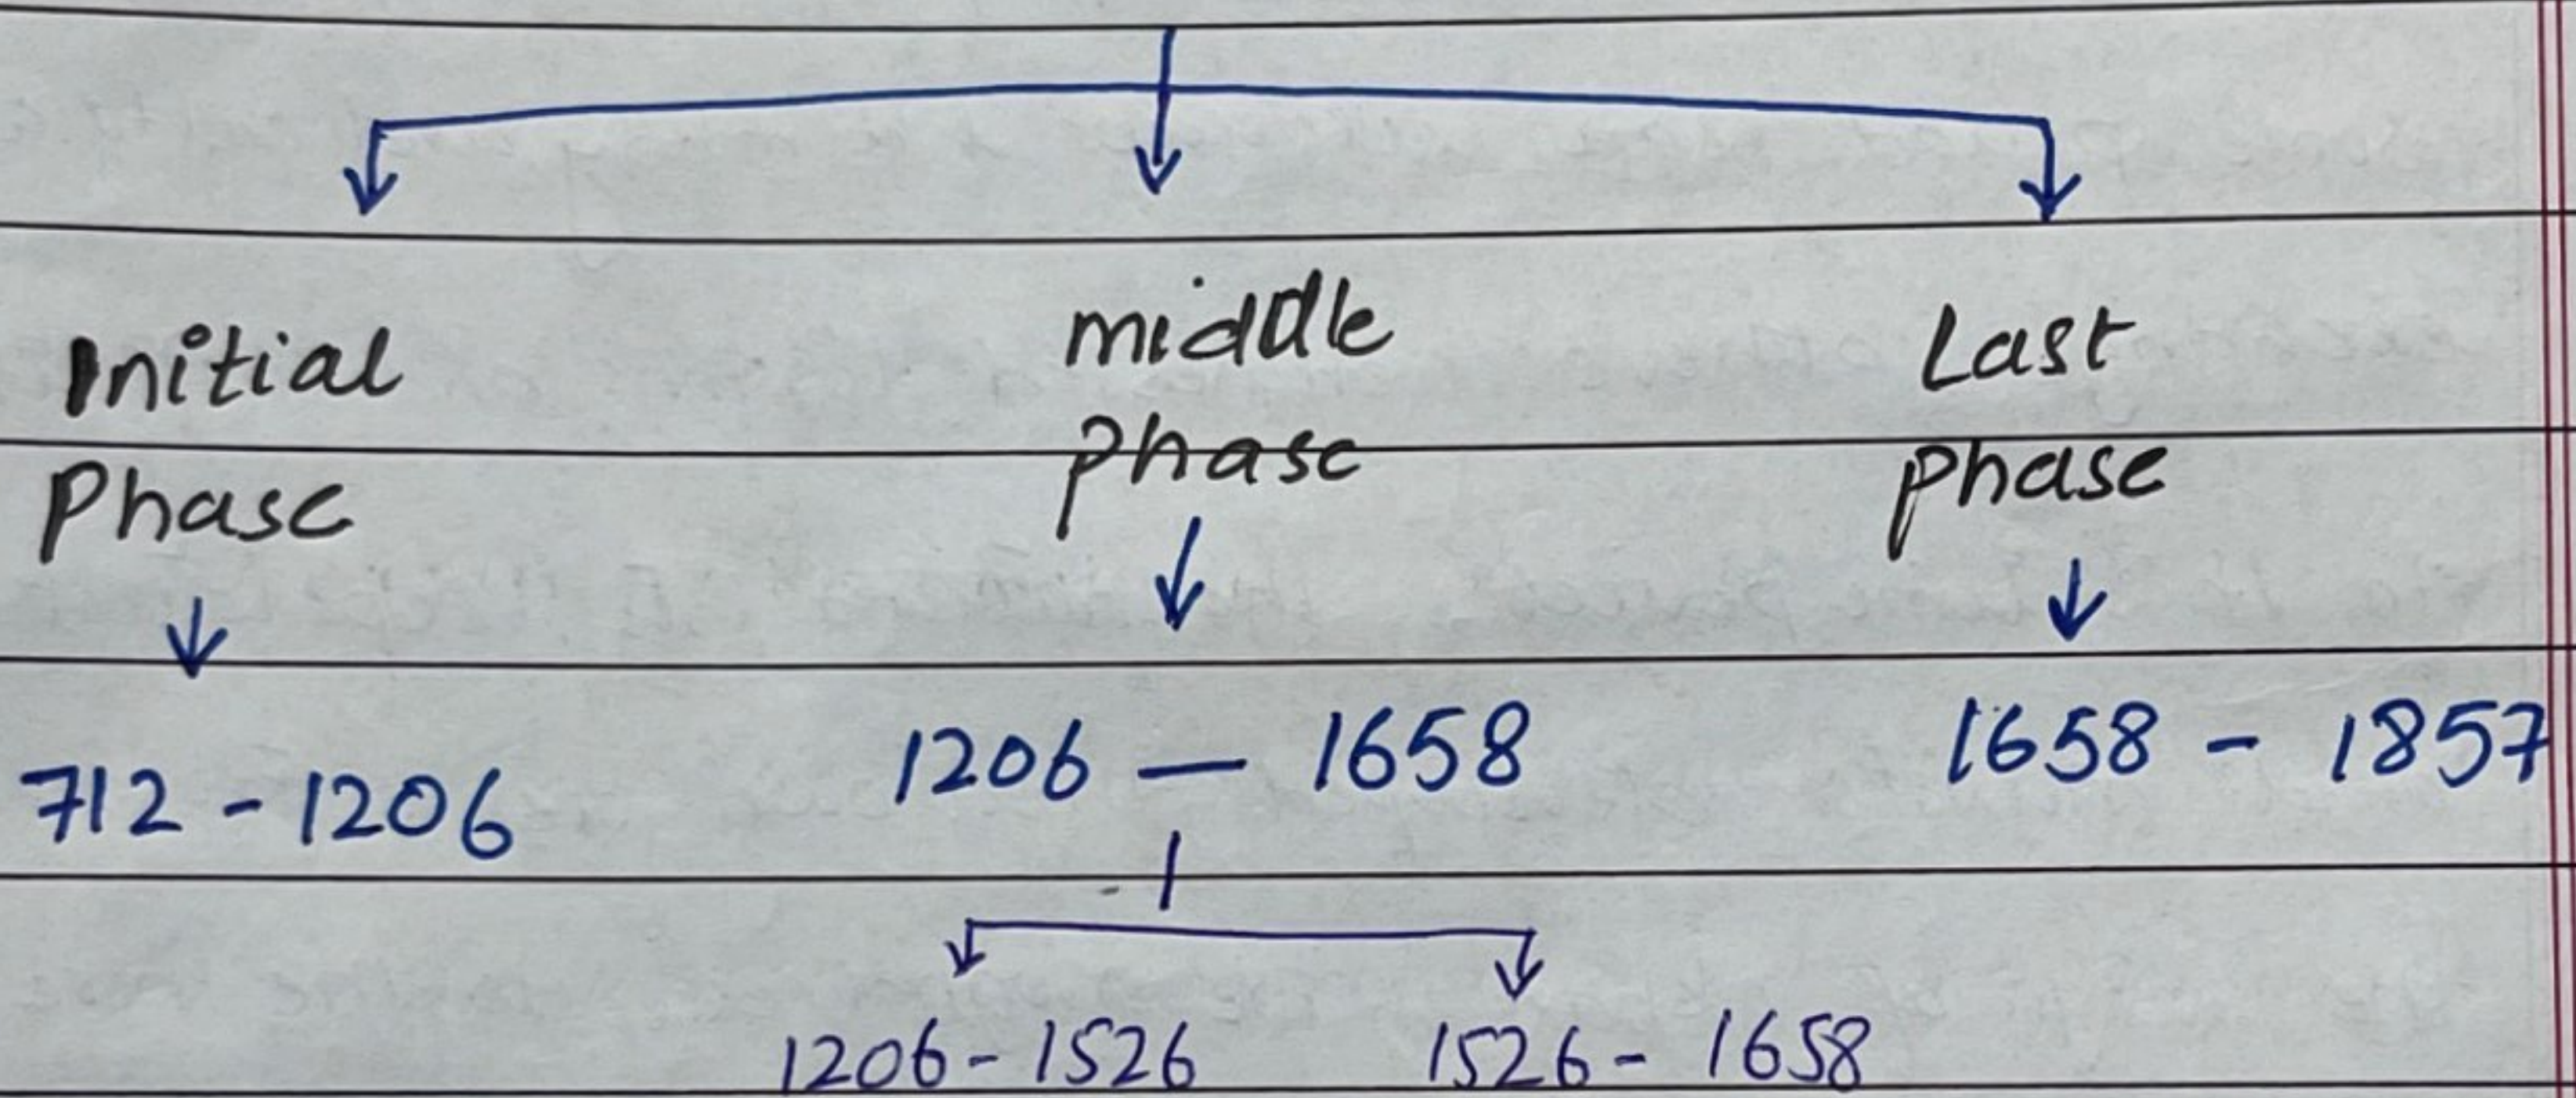 Initial middle Last
Phase phase phase
712 - 1206 1206 — 1658 1658 - 1857
1206 - 1526 1526 - 1658